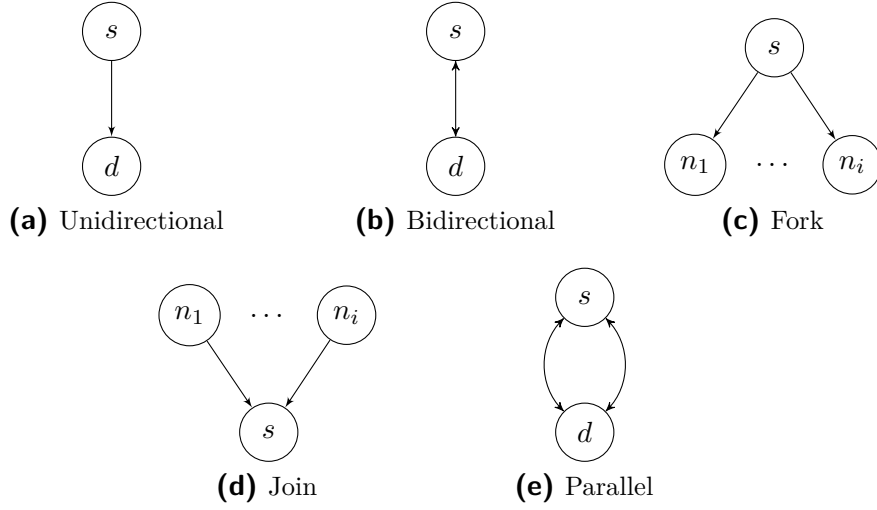 s s s
d d n₁ ... nᵢ
(a) Unidirectional (b) Bidirectional (c) Fork
n₁ ... nᵢ s
s d
(d) Join (e) Parallel